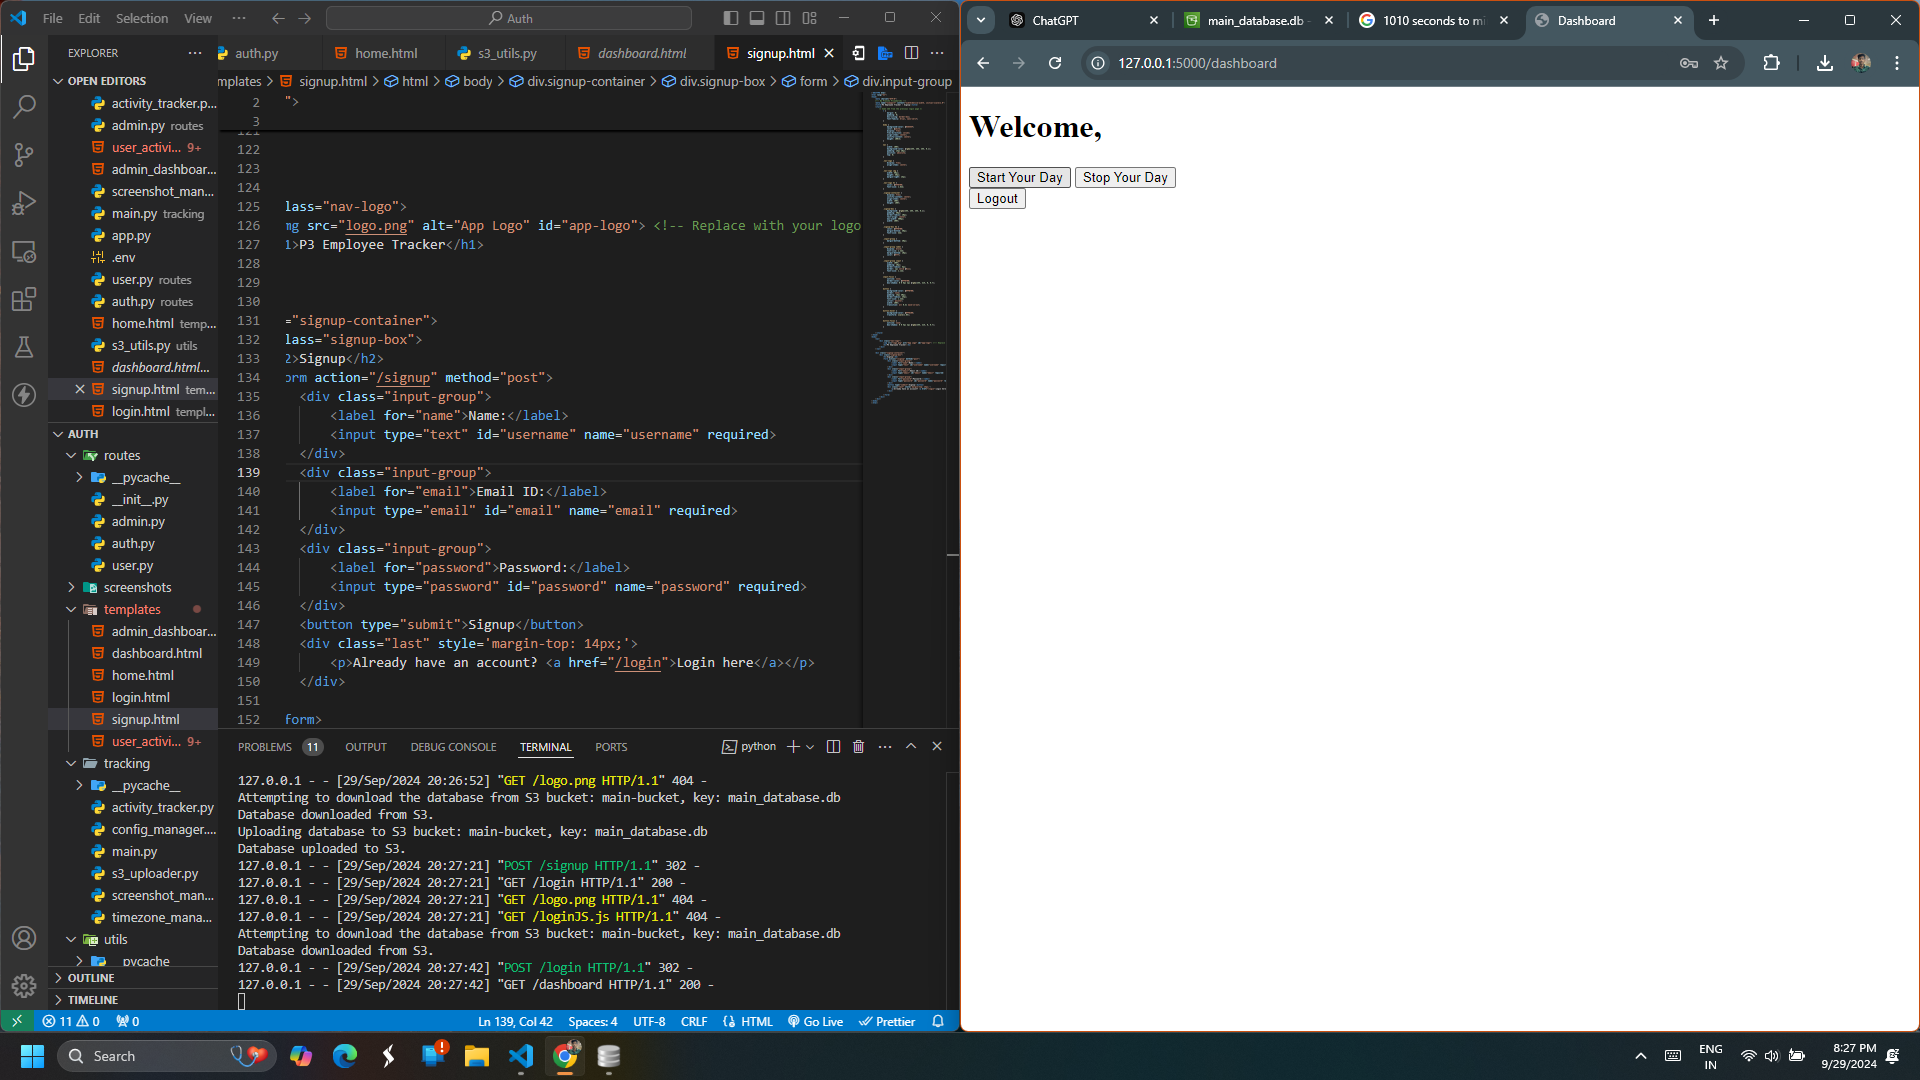 File Edit Selection View ··· Auth
EXPLORER ···
OPEN EDITORS
activity_tracker.p...
admin.py routes
user_activi... 9+
admin_dashboar...
screenshot_man...
main.py tracking
app.py
.env
user.py routes
auth.py routes
home.html temp...
s3_utils.py utils
dashboard.html...
signup.html tem...
login.html templ...
AUTH
routes
__pycache__
__init__.py
admin.py
auth.py
user.py
screenshots
templates
admin_dashboar...
dashboard.html
home.html
login.html
signup.html
user_activi... 9+
tracking
__pycache__
activity_tracker.py
config_manager....
main.py
s3_uploader.py
screenshot_man...
timezone_mana...
utils
__pycache__
OUTLINE
TIMELINE
auth.py home.html s3_utils.py dashboard.html signup.html
mplates > signup.html > html > body > div.signup-container > div.signup-box > form > div.input-group
2 ">
3
121
122
123
124
125 lass="nav-logo">
126 mg src="logo.png" alt="App Logo" id="app-logo"> <!-- Replace with your logo
127 1>P3 Employee Tracker</h1>
128
129
130
131 ="signup-container">
132 lass="signup-box">
133 2>Signup</h2>
134 orm action="/signup" method="post">
135 <div class="input-group">
136 <label for="name">Name:</label>
137 <input type="text" id="username" name="username" required>
138 </div>
139 <div class="input-group">
140 <label for="email">Email ID:</label>
141 <input type="email" id="email" name="email" required>
142 </div>
143 <div class="input-group">
144 <label for="password">Password:</label>
145 <input type="password" id="password" name="password" required>
146 </div>
147 <button type="submit">Signup</button>
148 <div class="last" style='margin-top: 14px;'>
149 <p>Already have an account? <a href="/login">Login here</a></p>
150 </div>
151
152 form>
PROBLEMS 11 OUTPUT DEBUG CONSOLE TERMINAL PORTS python
127.0.0.1 - - [29/Sep/2024 20:26:52] "GET /logo.png HTTP/1.1" 404 -
Attempting to download the database from S3 bucket: main-bucket, key: main_database.db
Database downloaded from S3.
Uploading database to S3 bucket: main-bucket, key: main_database.db
Database uploaded to S3.
127.0.0.1 - - [29/Sep/2024 20:27:21] "POST /signup HTTP/1.1" 302 -
127.0.0.1 - - [29/Sep/2024 20:27:21] "GET /login HTTP/1.1" 200 -
127.0.0.1 - - [29/Sep/2024 20:27:21] "GET /logo.png HTTP/1.1" 404 -
127.0.0.1 - - [29/Sep/2024 20:27:21] "GET /loginJS.js HTTP/1.1" 404 -
Attempting to download the database from S3 bucket: main-bucket, key: main_database.db
Database downloaded from S3.
127.0.0.1 - - [29/Sep/2024 20:27:42] "POST /login HTTP/1.1" 302 -
127.0.0.1 - - [29/Sep/2024 20:27:42] "GET /dashboard HTTP/1.1" 200 -
11 0 0 Ln 139, Col 42 Spaces: 4 UTF-8 CRLF HTML Go Live Prettier
ChatGPT main_database.db - 1010 seconds to mi Dashboard
127.0.0.1:5000/dashboard
Welcome,
Start Your Day Stop Your Day
Logout
Search
ENG
IN
8:27 PM
9/29/2024